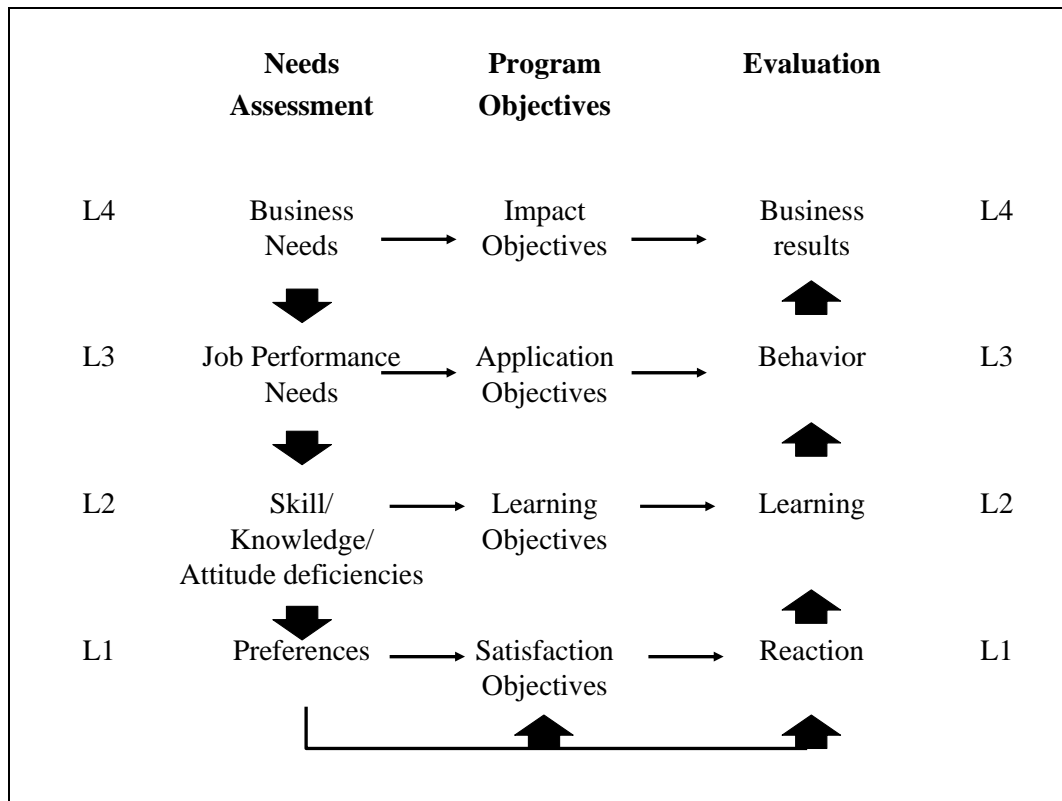 Needs Program Evaluation
Assessment Objectives
L4 Business Impact Business L4
Needs Objectives results
L3 Job Performance Application Behavior L3
Needs Objectives
L2 Skill/ Learning Learning L2
Knowledge/ Objectives
Attitude deficiencies
L1 Preferences Satisfaction Reaction L1
Objectives